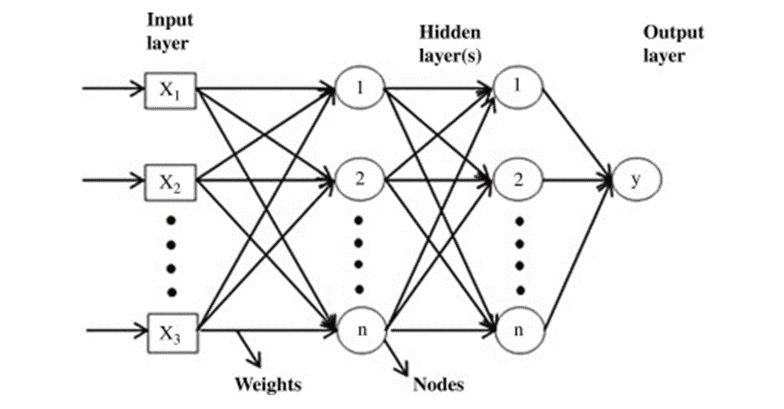 Input
layer
Hidden
layer(s)
Output
layer
X1
1
1
X2
2
2
y
X3
n
n
Weights
Nodes